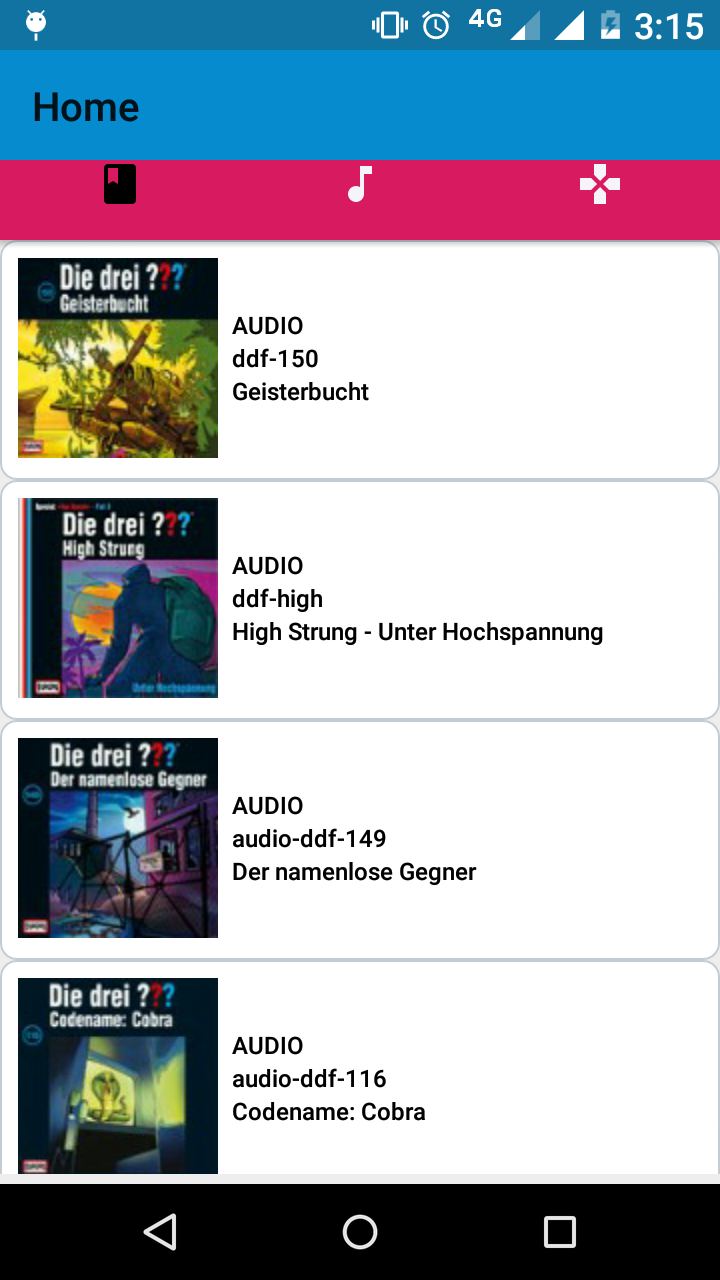 4G 3:15
Home
Die drei ???
Geisterbucht
AUDIO
ddf-150
Geisterbucht
Die drei ???
High Strung
Unter Hochspannung
AUDIO
ddf-high
High Strung - Unter Hochspannung
Die drei ???
Der namenlose Gegner
AUDIO
audio-ddf-149
Der namenlose Gegner
Die drei ???
Codename: Cobra
AUDIO
audio-ddf-116
Codename: Cobra